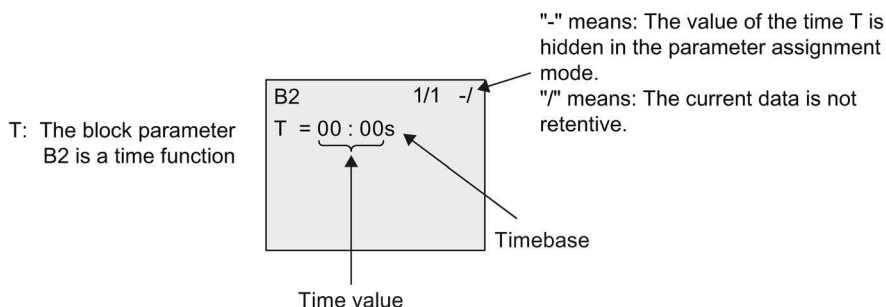 "-" means: The value of the time T is
hidden in the parameter assignment
mode.
"/" means: The current data is not
retentive.
B2 1/1 -/
T = 00 : 00s
T: The block parameter
B2 is a time function
Timebase
Time value